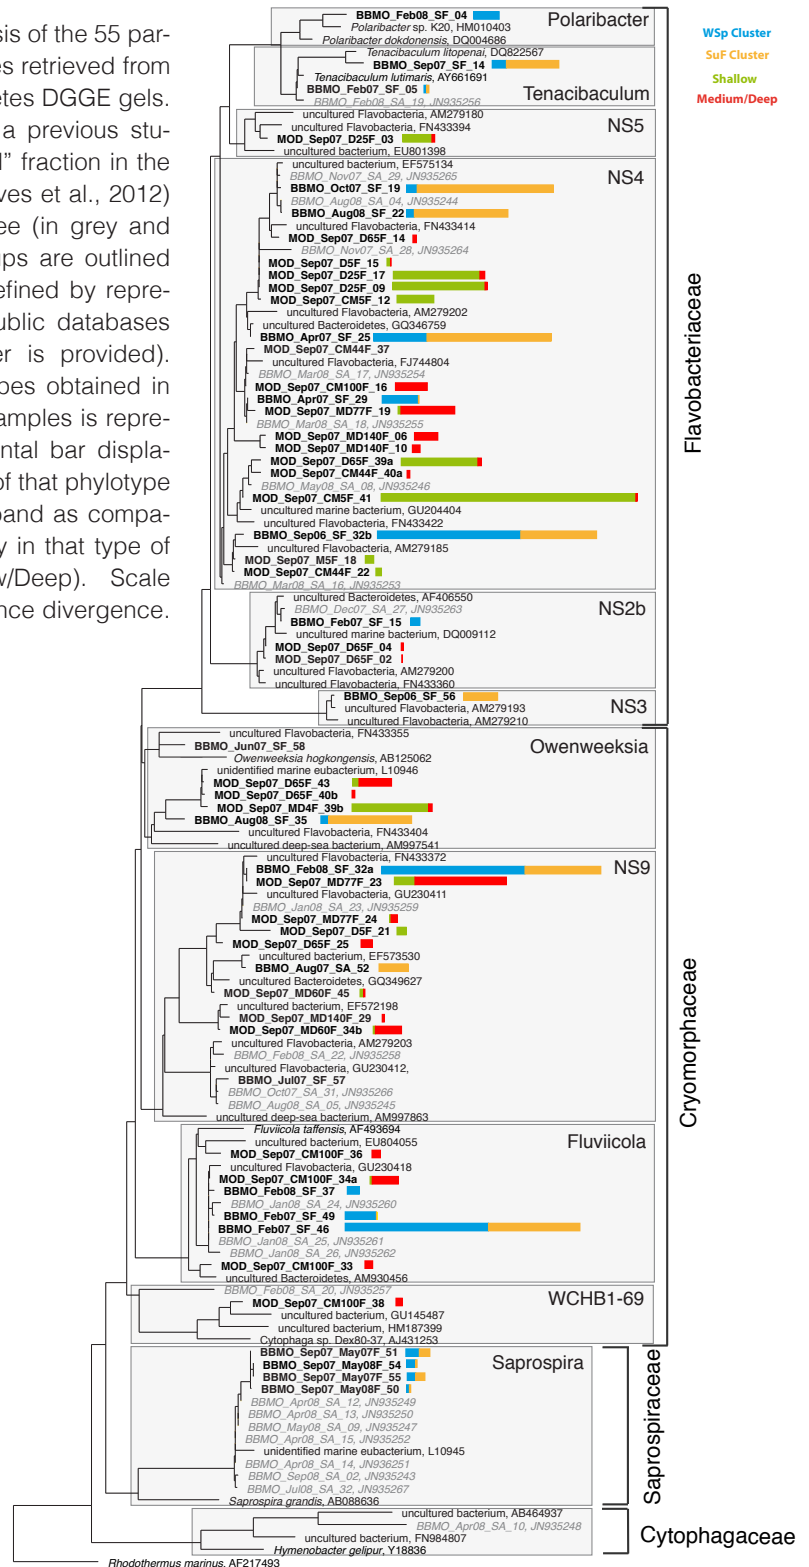 sis of the 55 par-
es retrieved from
etes DGGE gels.
a previous stu-
d” fraction in the
ves et al., 2012)
ee (in grey and
ups are outlined
efined by repre-
ublic databases
er is provided).
pes obtained in
amples is repre-
ntal bar displa-
of that phylotype
band as compa-
y in that type of
w/Deep). Scale
nce divergence.
WSp Cluster
SuF Cluster
Shallow
Medium/Deep
Polaribacter
BBMO_Feb08_SF_04
Polaribacter sp. K20, HM010403
Polaribacter dokdonensis, DQ004686
Tenacibaculum litopenai, DQ822567
BBMO_Sep07_SF_14
Tenacibaculum lutinaris, AY661691
BBMO_Feb07_SF_05
Tenacibaculum
BBMO_Feb08_SA_19, JN935256
uncultured Flavobacteria, AM279180
NS5
uncultured Flavobacteria, FN433394
MOD_Sep07_D25F_03
uncultured bacterium, EU801398
uncultured bacterium, EF575134
NS4
BBMO_Nov07_SA_29, JN935265
BBMO_Oct07_SF_19
BBMO_Aug08_SA_04, JN935244
BBMO_Aug08_SF_22
uncultured Flavobacteria, FN433414
MOD_Sep07_D65F_14
BBMO_Nov07_SA_28, JN935264
MOD_Sep07_D5F_15
MOD_Sep07_D25F_17
MOD_Sep07_D25F_09
MOD_Sep07_CM5F_12
uncultured Flavobacteria, AM279202
uncultured Bacteroidetes, GQ346759
BBMO_Apr07_SF_25
MOD_Sep07_CM44F_37
uncultured Flavobacteria, FJ744804
BBMO_Mar08_SA_17, JN935254
MOD_Sep07_CM100F_16
BBMO_Apr07_SF_29
MOD_Sep07_MD77F_19
BBMO_Mar08_SA_18, JN935255
MOD_Sep07_MD140F_06
MOD_Sep07_MD140F_10
MOD_Sep07_D65F_39a
MOD_Sep07_CM44F_40a
BBMO_May08_SA_08, JN935246
MOD_Sep07_CM5F_41
uncultured marine bacterium, GU204404
uncultured Flavobacteria, FN433422
BBMO_Sep06_SF_32b
uncultured Flavobacteria, AM279185
MOD_Sep07_M5F_18
MOD_Sep07_CM44F_22
BBMO_Mar08_SA_16, JN935253
uncultured Bacteroidetes, AF406550
NS2b
BBMO_Dec07_SA_27, JN935263
BBMO_Feb07_SF_15
uncultured marine bacterium, DQ009112
MOD_Sep07_D65F_04
MOD_Sep07_D65F_02
uncultured Flavobacteria, AM279200
uncultured Flavobacteria, FN433360
BBMO_Sep06_SF_56
NS3
uncultured Flavobacteria, AM279193
uncultured Flavobacteria, AM279210
Flavobacteriaceae
uncultured Flavobacteria, FN433355
Owenweeksia
BBMO_Jun07_SF_58
Owenweeksia hogkongensis, AB125062
unidentified marine eubacterium, L10946
MOD_Sep07_D65F_43
MOD_Sep07_D65F_40b
MOD_Sep07_MD4F_39b
BBMO_Aug08_SF_35
uncultured Flavobacteria, FN433404
uncultured deep-sea bacterium, AM997541
uncultured Flavobacteria, FN433372
NS9
BBMO_Feb08_SF_32a
MOD_Sep07_MD77F_23
uncultured Flavobacteria, GU230411
BBMO_Jan08_SA_23, JN935259
MOD_Sep07_MD77F_24
MOD_Sep07_D5F_21
MOD_Sep07_D65F_25
uncultured bacterium, EF573530
BBMO_Aug07_SA_52
uncultured Bacteroidetes, GQ349627
MOD_Sep07_MD60F_45
uncultured bacterium, EF572198
MOD_Sep07_MD140F_29
MOD_Sep07_MD60F_34b
uncultured Flavobacteria, AM279203
BBMO_Feb08_SA_22, JN935258
uncultured Flavobacteria, GU230412,
BBMO_Jul07_SF_57
BBMO_Oct07_SA_31, JN935266
BBMO_Aug08_SA_05, JN935245
uncultured deep-sea bacterium, AM997863
Cryomorphaceae
Fluviicola taffensis, AF493694
Fluviicola
uncultured bacterium, EU804055
MOD_Sep07_CM100F_36
uncultured Flavobacteria, GU230418
MOD_Sep07_CM100F_34a
BBMO_Feb08_SF_37
BBMO_Jan08_SA_24, JN935260
BBMO_Feb07_SF_49
BBMO_Feb07_SF_46
BBMO_Jan08_SA_25, JN935261
BBMO_Jan08_SA_26, JN935262
MOD_Sep07_CM100F_33
uncultured Bacteroidetes, AM930456
BBMO_Feb08_SA_20, JN935257
WCHB1-69
MOD_Sep07_CM100F_38
uncultured bacterium, GU145487
uncultured bacterium, HM187399
Cytophaga sp. Dex80-37, AJ431253
BBMO_Sep07_May07F_51
Saprospira
BBMO_Sep07_May08F_54
BBMO_Sep07_May07F_55
BBMO_Sep07_May08F_50
BBMO_Apr08_SA_12, JN935249
BBMO_Apr08_SA_13, JN935250
BBMO_May08_SA_09, JN935247
BBMO_Apr08_SA_15, JN935252
unidentified marine eubacterium, L10945
BBMO_Apr08_SA_14, JN936251
BBMO_Sep08_SA_02, JN935243
BBMO_Jul08_SA_32, JN935267
Saprospira grandis, AB088636
Saprospiraceae
uncultured bacterium, AB464937
BBMO_Apr08_SA_10, JN935248
uncultured bacterium, FN984807
Cytophagaceae
Hymenobacter gelipur, Y18836
Rhodothermus marinus, AF217493